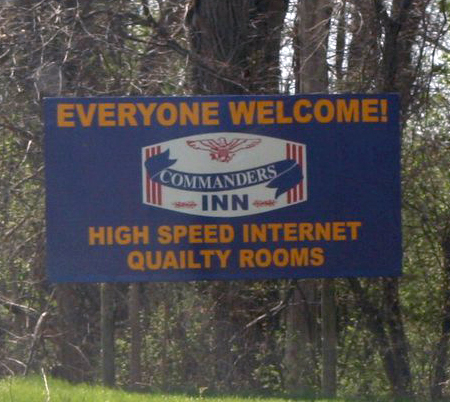 EVERYONE WELCOME!
COMMANDERS
INN
HIGH SPEED INTERNET
QUAILTY ROOMS